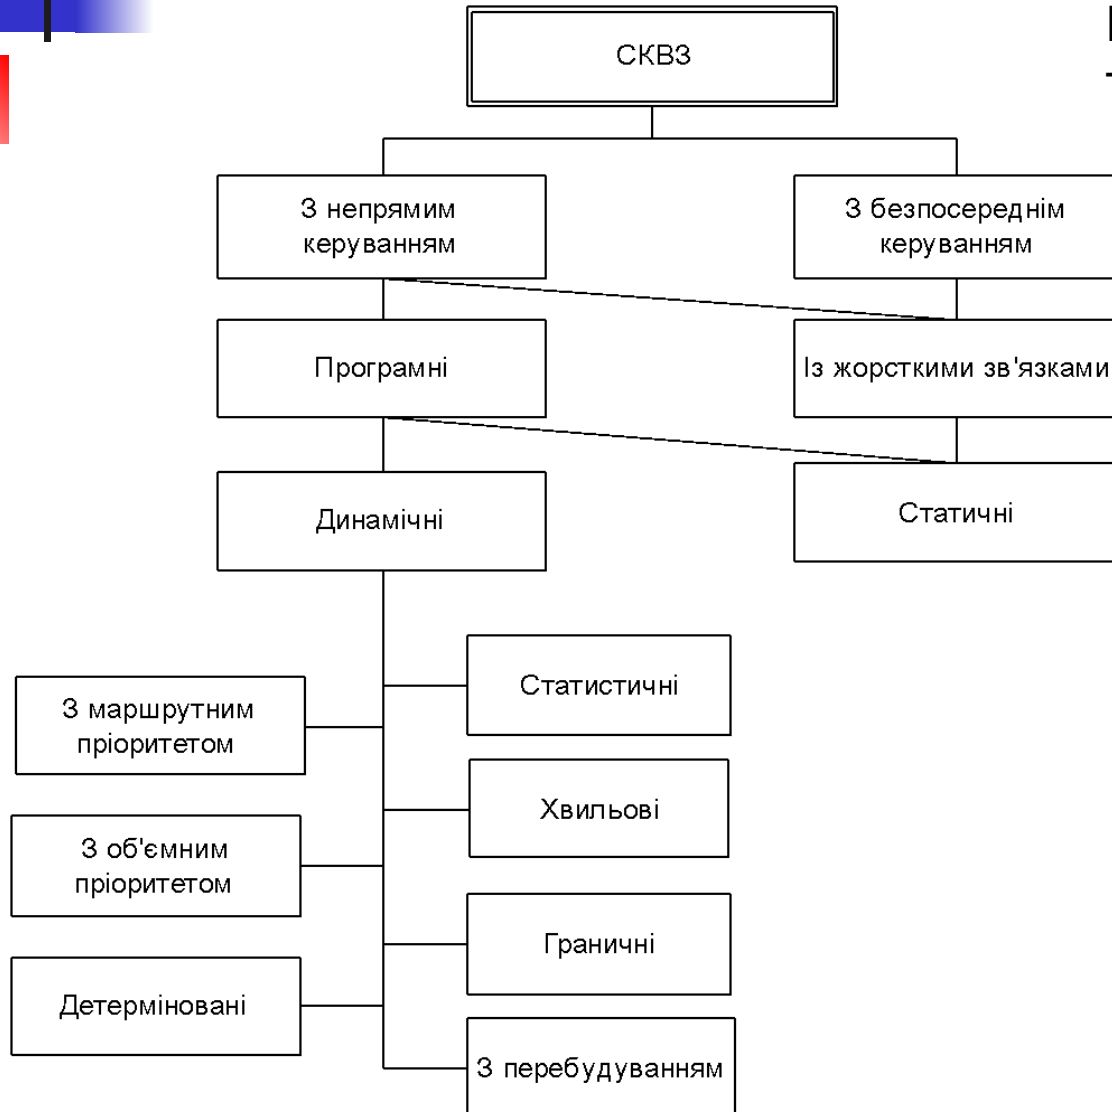 СКВЗ
З непрямим
керуванням
З безпосереднім
керуванням
Програмні
Із жорсткими зв'язками
Динамічні
Статичні
Статистичні
З маршрутним
пріоритетом
Хвильові
З об'ємним
пріоритетом
Граничні
Детерміновані
З перебудуванням